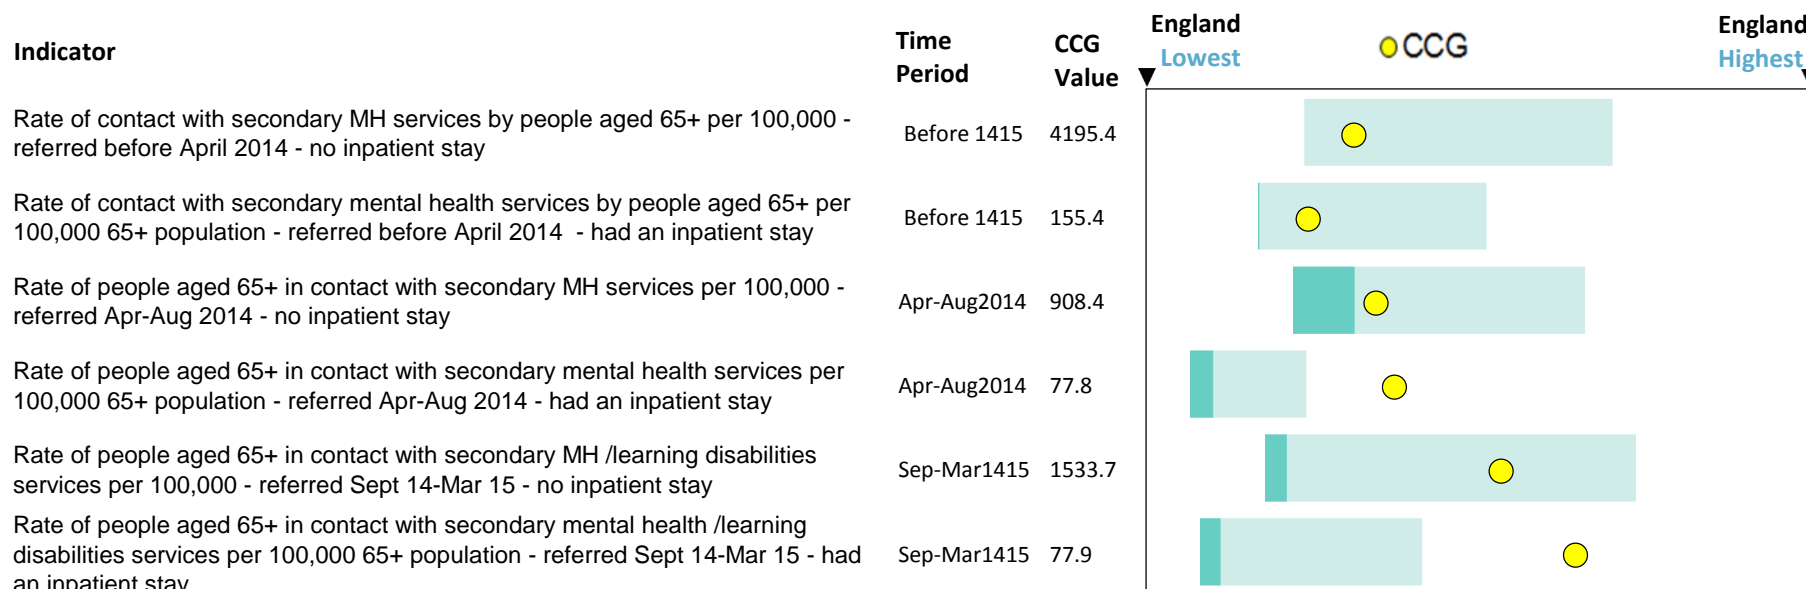 Indicator
Time Period
CCG Value
England Lowest
CCG
England Highest
Rate of contact with secondary MH services by people aged 65+ per 100,000 -
referred before April 2014 - no inpatient stay
Before 1415 4195.4
Rate of contact with secondary mental health services by people aged 65+ per
100,000 65+ population - referred before April 2014 - had an inpatient stay
Before 1415 155.4
Rate of people aged 65+ in contact with secondary MH services per 100,000 -
referred Apr-Aug 2014 - no inpatient stay
Apr-Aug2014 908.4
Rate of people aged 65+ in contact with secondary mental health services per
100,000 65+ population - referred Apr-Aug 2014 - had an inpatient stay
Apr-Aug2014 77.8
Rate of people aged 65+ in contact with secondary MH /learning disabilities
services per 100,000 - referred Sept 14-Mar 15 - no inpatient stay
Sep-Mar1415 1533.7
Rate of people aged 65+ in contact with secondary mental health /learning
disabilities services per 100,000 65+ population - referred Sept 14-Mar 15 - had
an inpatient stay
Sep-Mar1415 77.9